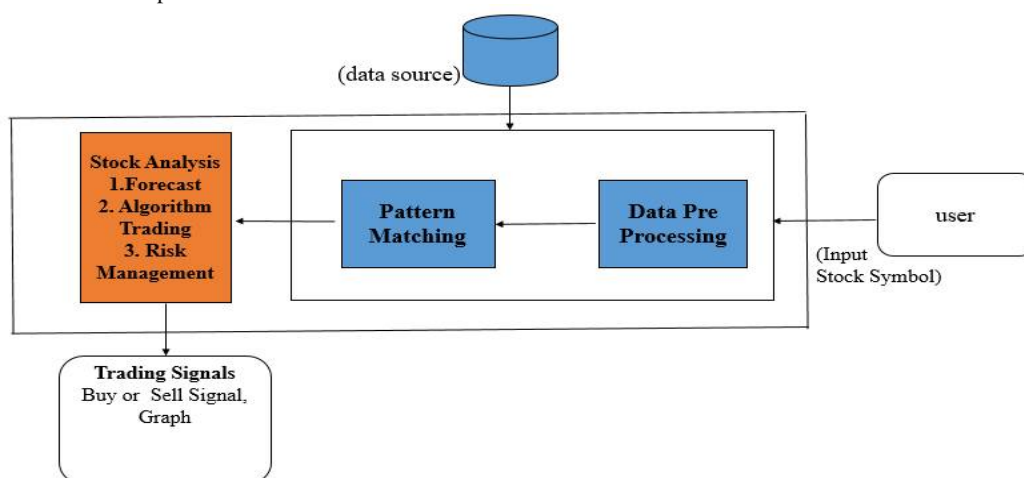 (data source)
Stock Analysis
1.Forecast
2. Algorithm
Trading
3. Risk
Management
Pattern
Matching
Data Pre
Processing
user
(Input
Stock Symbol)
Trading Signals
Buy or Sell Signal,
Graph